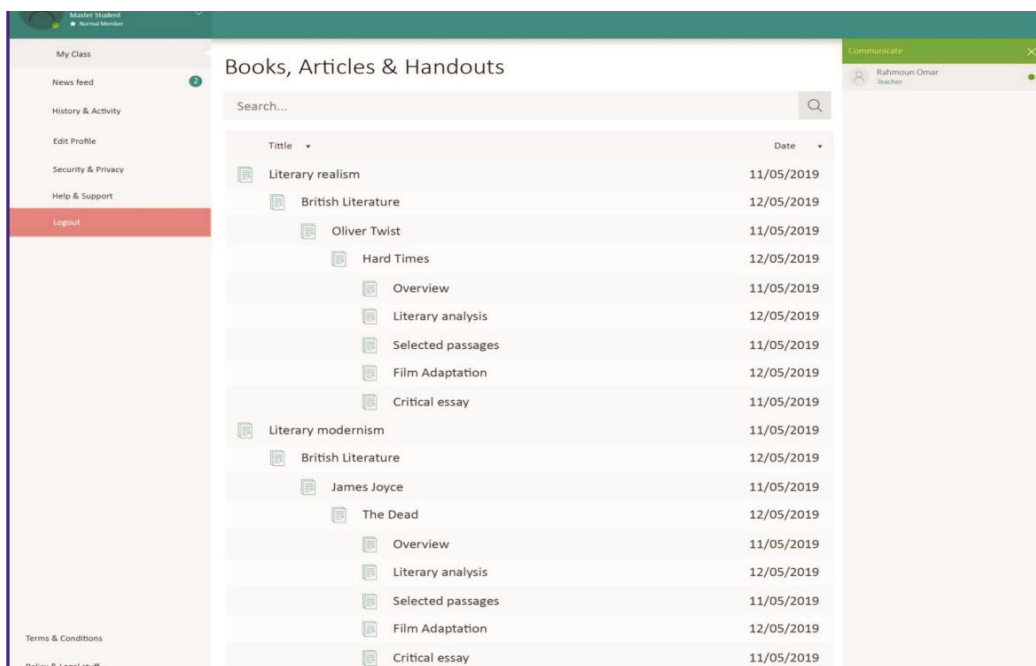 Master Student
★ Normal Member
My Class
News feed 2
History & Activity
Edit Profile
Security & Privacy
Help & Support
Logout
Terms & Conditions
Policy & Legal stuff
Books, Articles & Handouts
Search...
Tittle Date
Literary realism 11/05/2019
British Literature 12/05/2019
Oliver Twist 11/05/2019
Hard Times 12/05/2019
Overview 11/05/2019
Literary analysis 12/05/2019
Selected passages 11/05/2019
Film Adaptation 12/05/2019
Critical essay 11/05/2019
Literary modernism 11/05/2019
British Literature 12/05/2019
James Joyce 11/05/2019
The Dead 12/05/2019
Overview 11/05/2019
Literary analysis 12/05/2019
Selected passages 11/05/2019
Film Adaptation 12/05/2019
Critical essay 11/05/2019
Communicate
Rahmoun Omar
Teacher